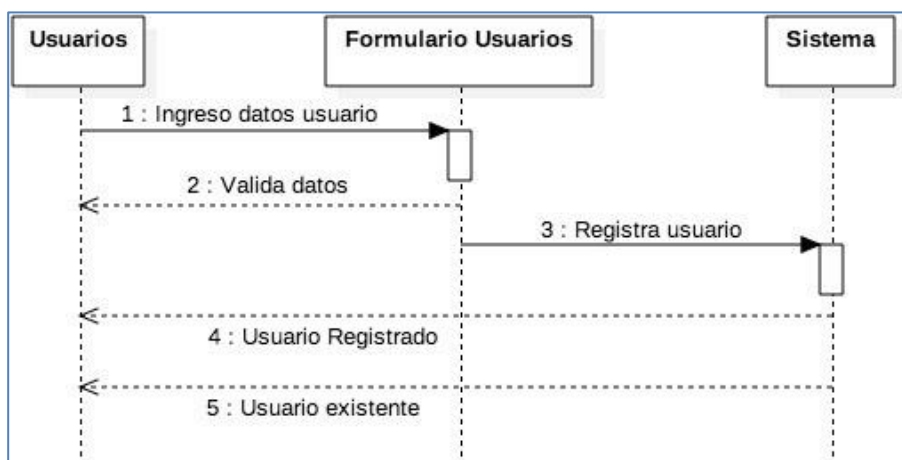 Usuarios
Formulario Usuarios
Sistema
1 : Ingreso datos usuario
2 : Valida datos
3 : Registra usuario
4 : Usuario Registrado
5 : Usuario existente